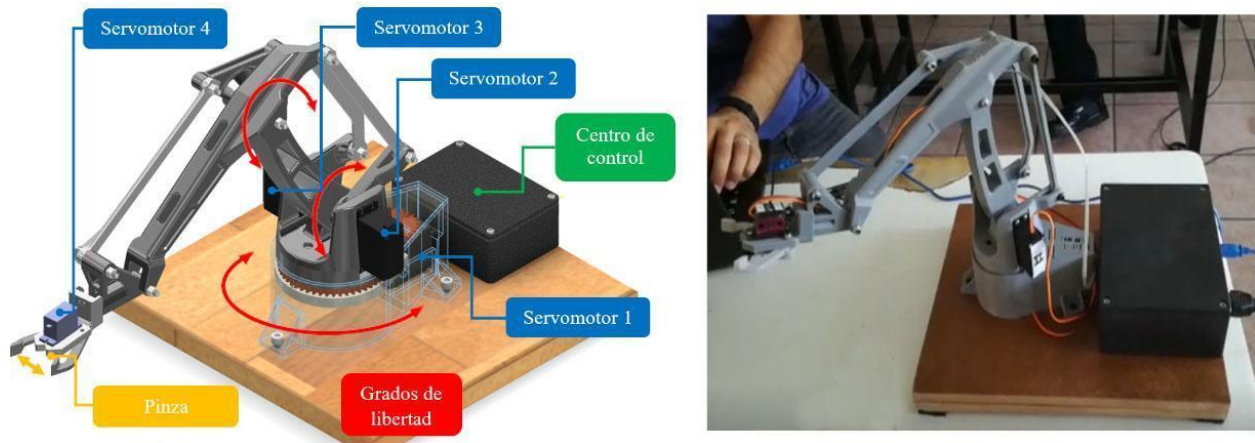 Servomotor 4
Servomotor 3
Servomotor 2
Centro de
control
Servomotor 1
Grados de
libertad
Pinza